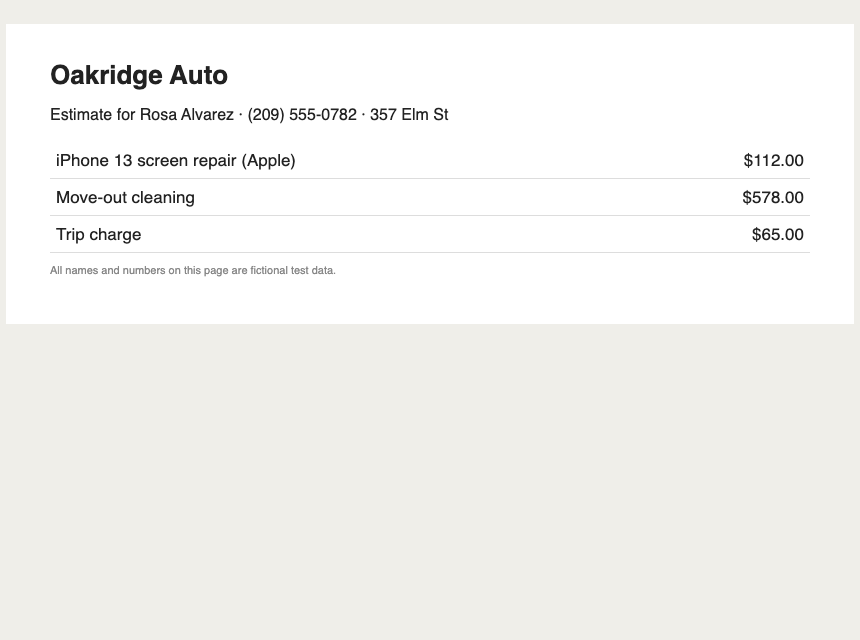 Oakridge Auto
Estimate for Rosa Alvarez · (209) 555-0782 · 357 Elm St
iPhone 13 screen repair (Apple) $112.00
Move-out cleaning $578.00
Trip charge $65.00
All names and numbers on this page are fictional test data.